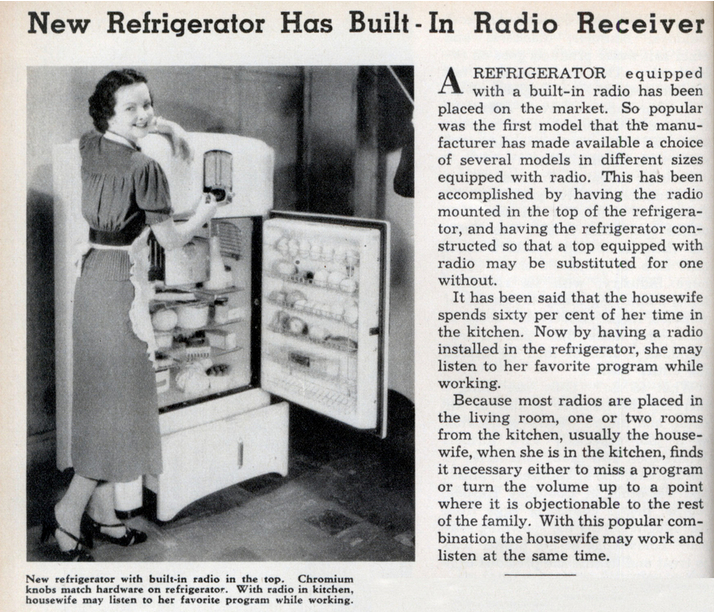 New Refrigerator Has Built-In Radio Receiver
A REFRIGERATOR equipped
with a built-in radio has been
placed on the market. So popular
was the first model that the manu-
facturer has made available a choice
of several models in different sizes
equipped with radio. This has been
accomplished by having the radio
mounted in the top of the refrigera-
tor, and having the refrigerator con-
structed so that a top equipped with
radio may be substituted for one
without.
It has been said that the housewife
spends sixty per cent of her time in
the kitchen. Now by having a radio
installed in the refrigerator, she may
listen to her favorite program while
working.
Because most radios are placed in
the living room, one or two rooms
from the kitchen, usually the house-
wife, when she is in the kitchen, finds
it necessary either to miss a program
or turn the volume up to a point
where it is objectionable to the rest
of the family. With this popular com-
bination the housewife may work and
listen at the same time.
New refrigerator with built-in radio in the top. Chromium
knobs match hardware on refrigerator. With radio in kitchen,
housewife may listen to her favorite program while working.